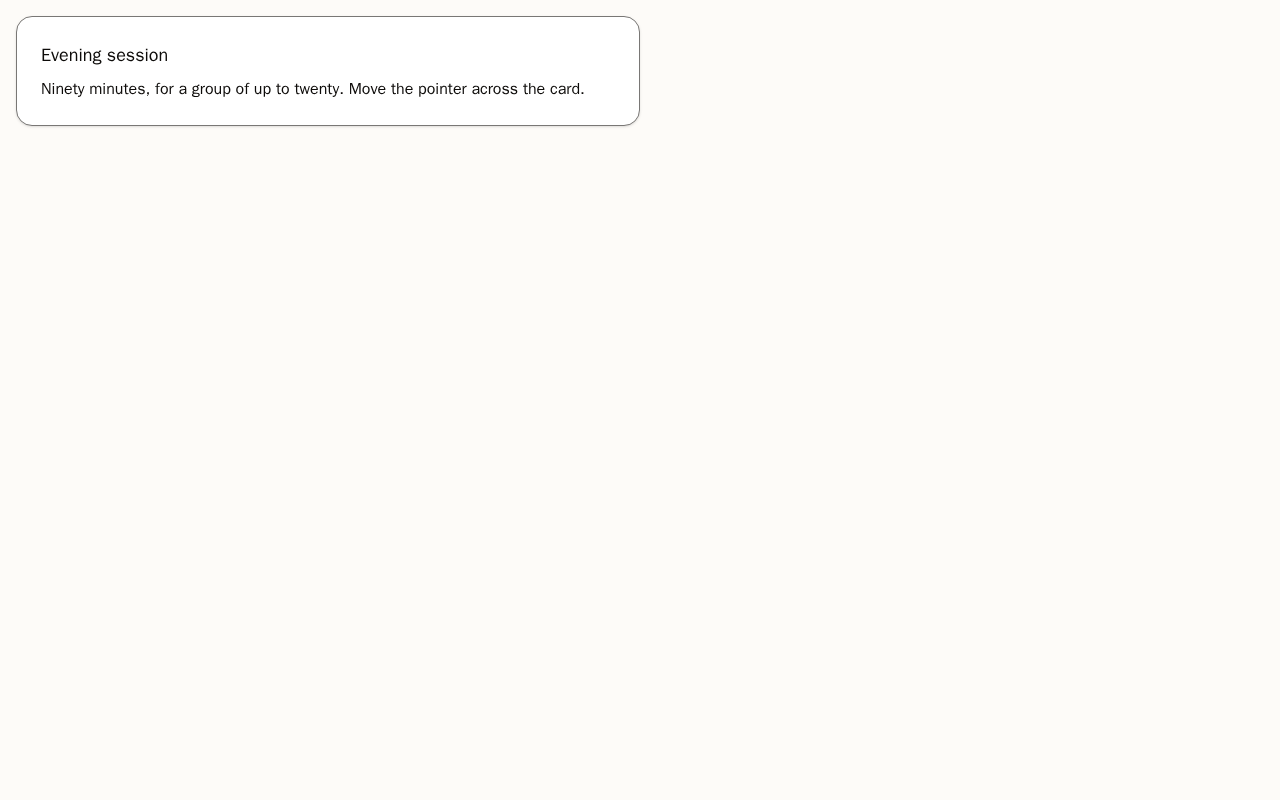 Evening session
Ninety minutes, for a group of up to twenty. Move the pointer across the card.